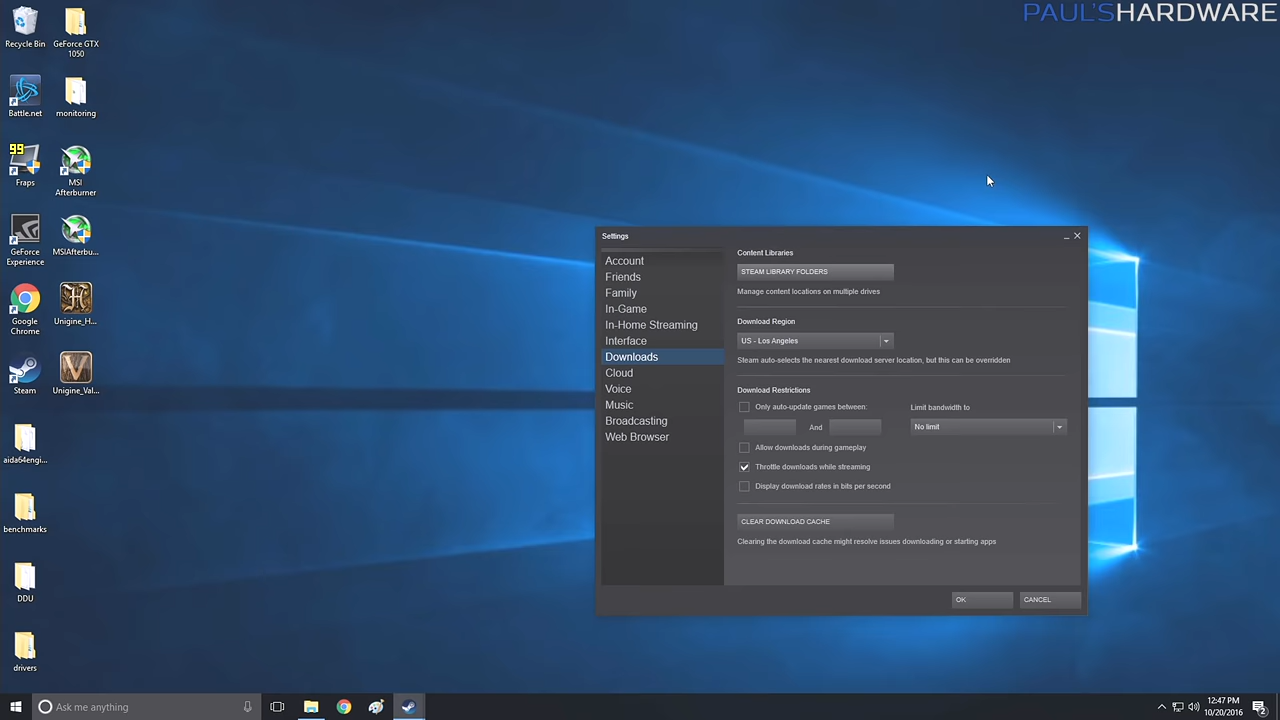 PAUL'SHARDWARE
Recycle Bin
GeForce GTX
1050
Battle.net
monitoring
99
Fraps
MSI
Afterburner
GeForce
Experience
MSIAfterbu...
Google
Chrome
Unigine_H...
Steam
Unigine_Val...
aida64engi...
benchmarks
DDU
drivers
Settings
Account
Friends
Family
In-Game
In-Home Streaming
Interface
Downloads
Cloud
Voice
Music
Broadcasting
Web Browser
Content Libraries
STEAM LIBRARY FOLDERS
Manage content locations on multiple drives
Download Region
US - Los Angeles
Steam auto-selects the nearest download server location, but this can be overridden
Download Restrictions
Only auto-update games between:
And
Limit bandwidth to
No limit
Allow downloads during gameplay
Throttle downloads while streaming
Display download rates in bits per second
CLEAR DOWNLOAD CACHE
Clearing the download cache might resolve issues downloading or starting apps
OK
CANCEL
Ask me anything
12:47 PM
10/20/2016
2